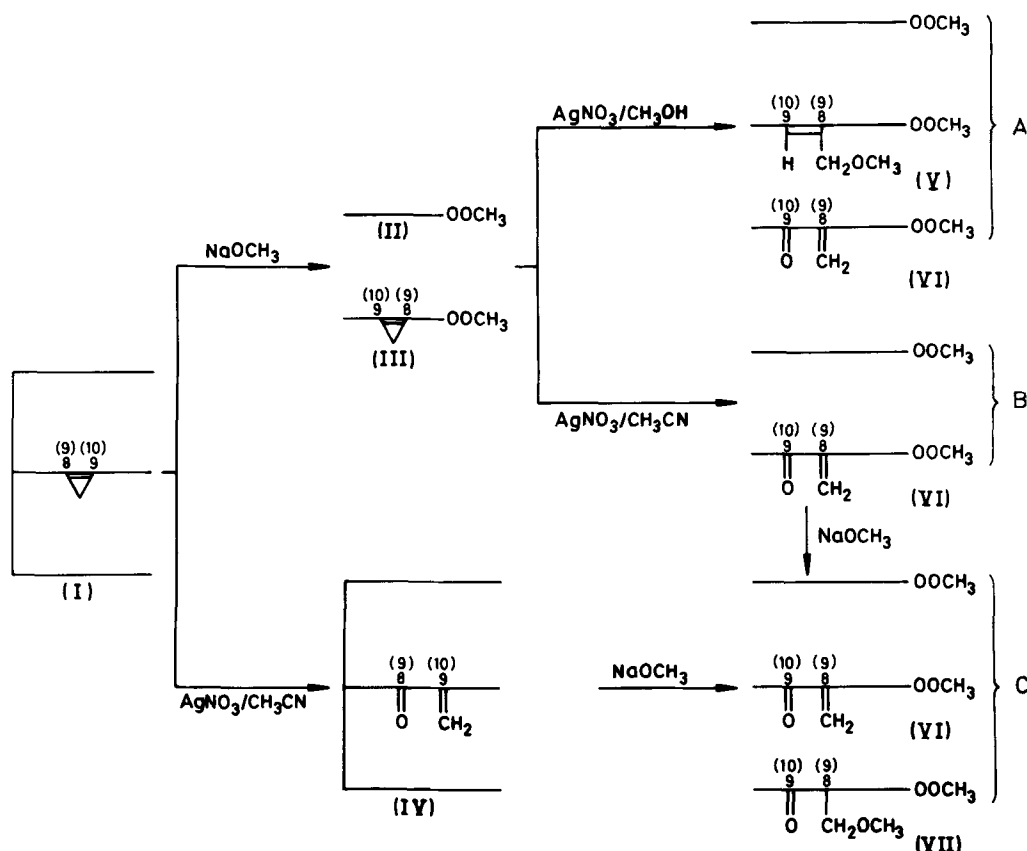 OOCH3
(10) (9)
9 8
AgNO3/CH3OH
OOCH3
A
H CH2OCH3
(V)
(10) (9)
9 8
OOCH3
(II)
OOCH3
NaOCH3
O CH2
(VI)
(10) (9)
9 8
OOCH3
(III)
OOCH3
B
AgNO3/CH3CN
(10) (9)
9 8
OOCH3
(9) (10)
8 9
O CH2
(VI)
NaOCH3
(I)
OOCH3
(9) (10)
8 9
NaOCH3
(10) (9)
9 8
OOCH3
C
AgNO3/CH3CN
O CH2
O CH2
(VI)
(10) (9)
9 8
OOCH3
(IV)
O CH2OCH3
(VII)